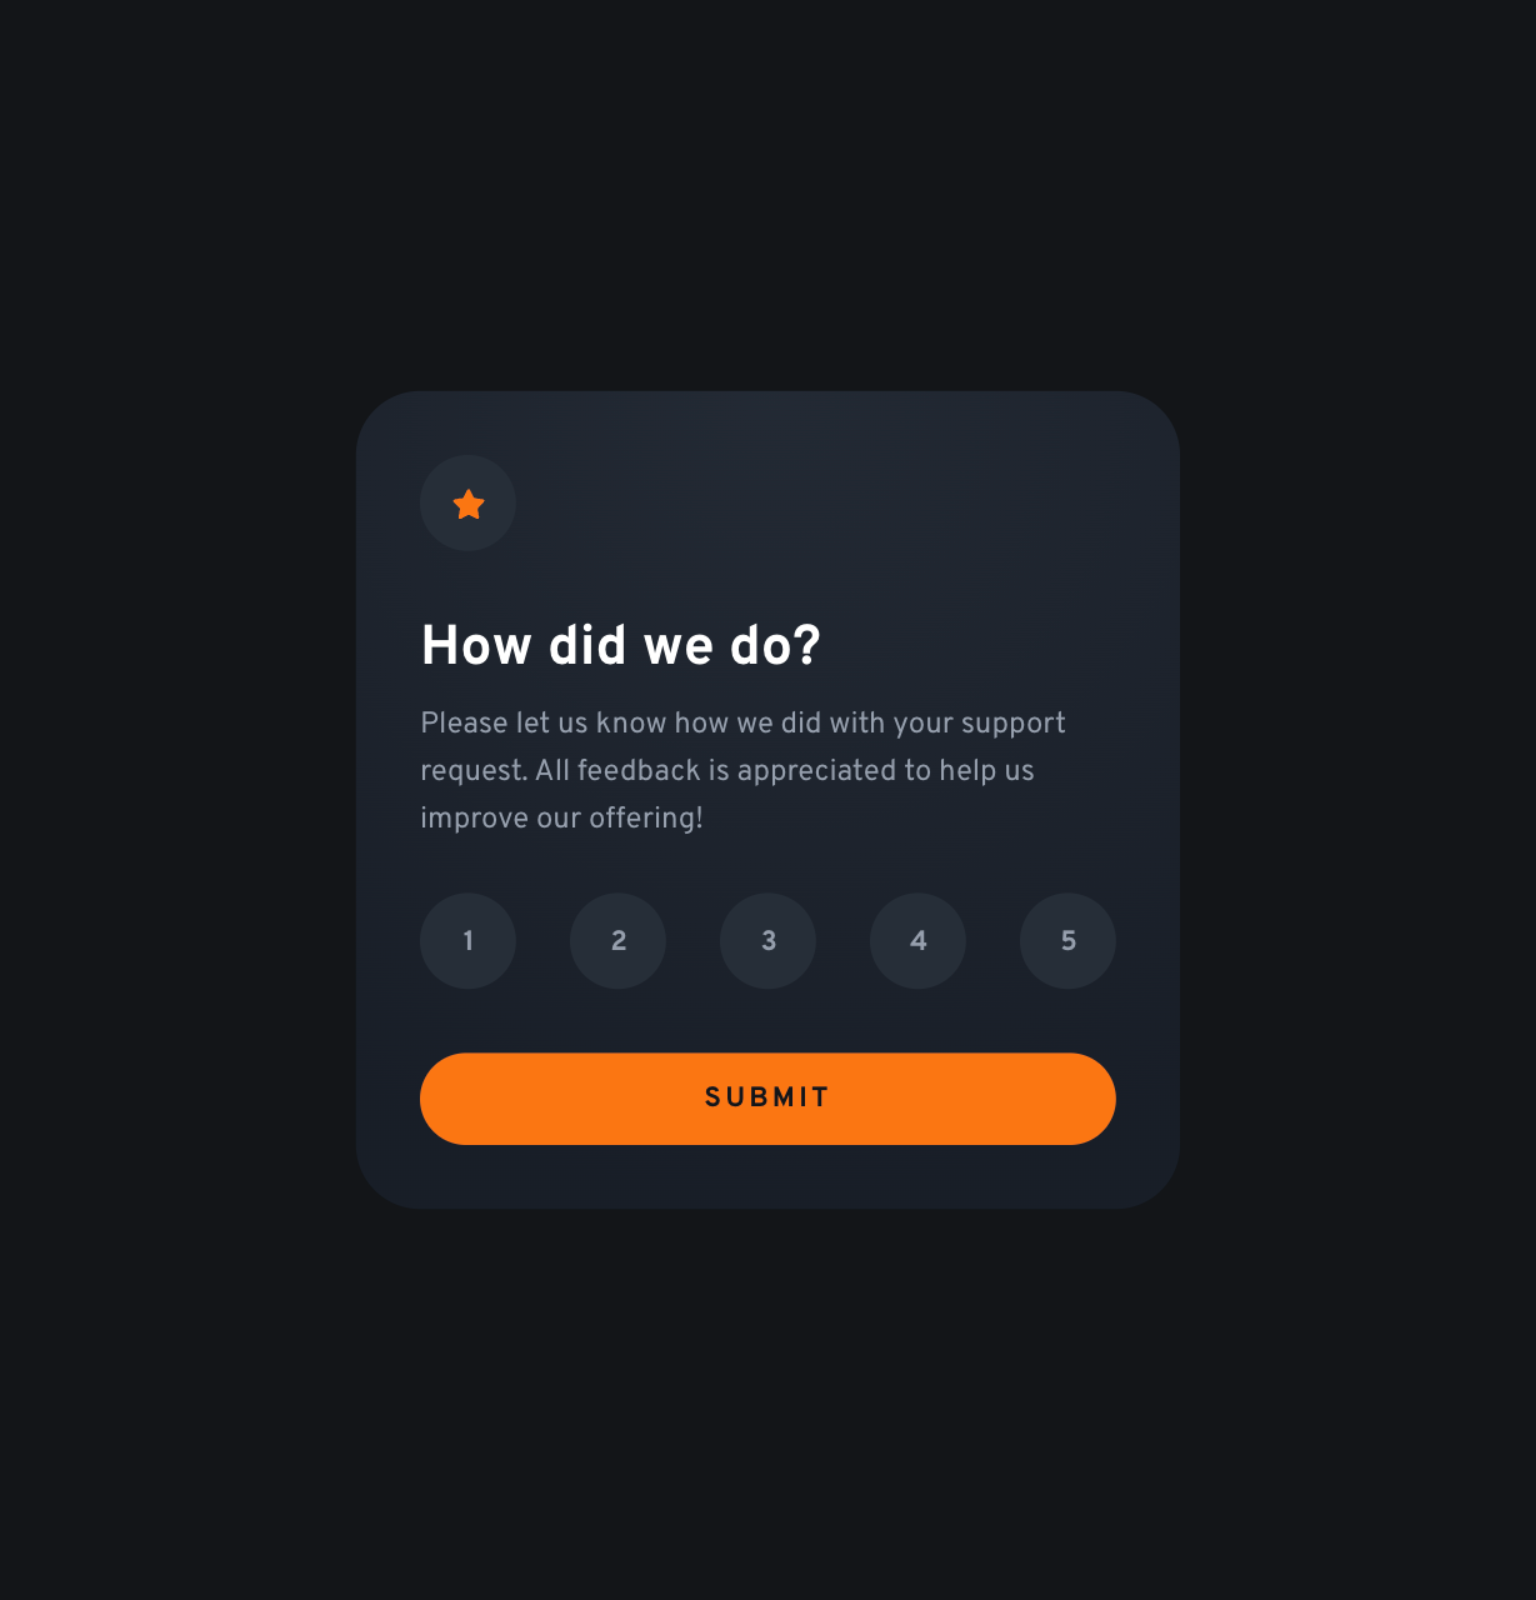 How did we do?
Please let us know how we did with your support
request. All feedback is appreciated to help us
improve our offering!
1 2 3 4 5
SUBMIT